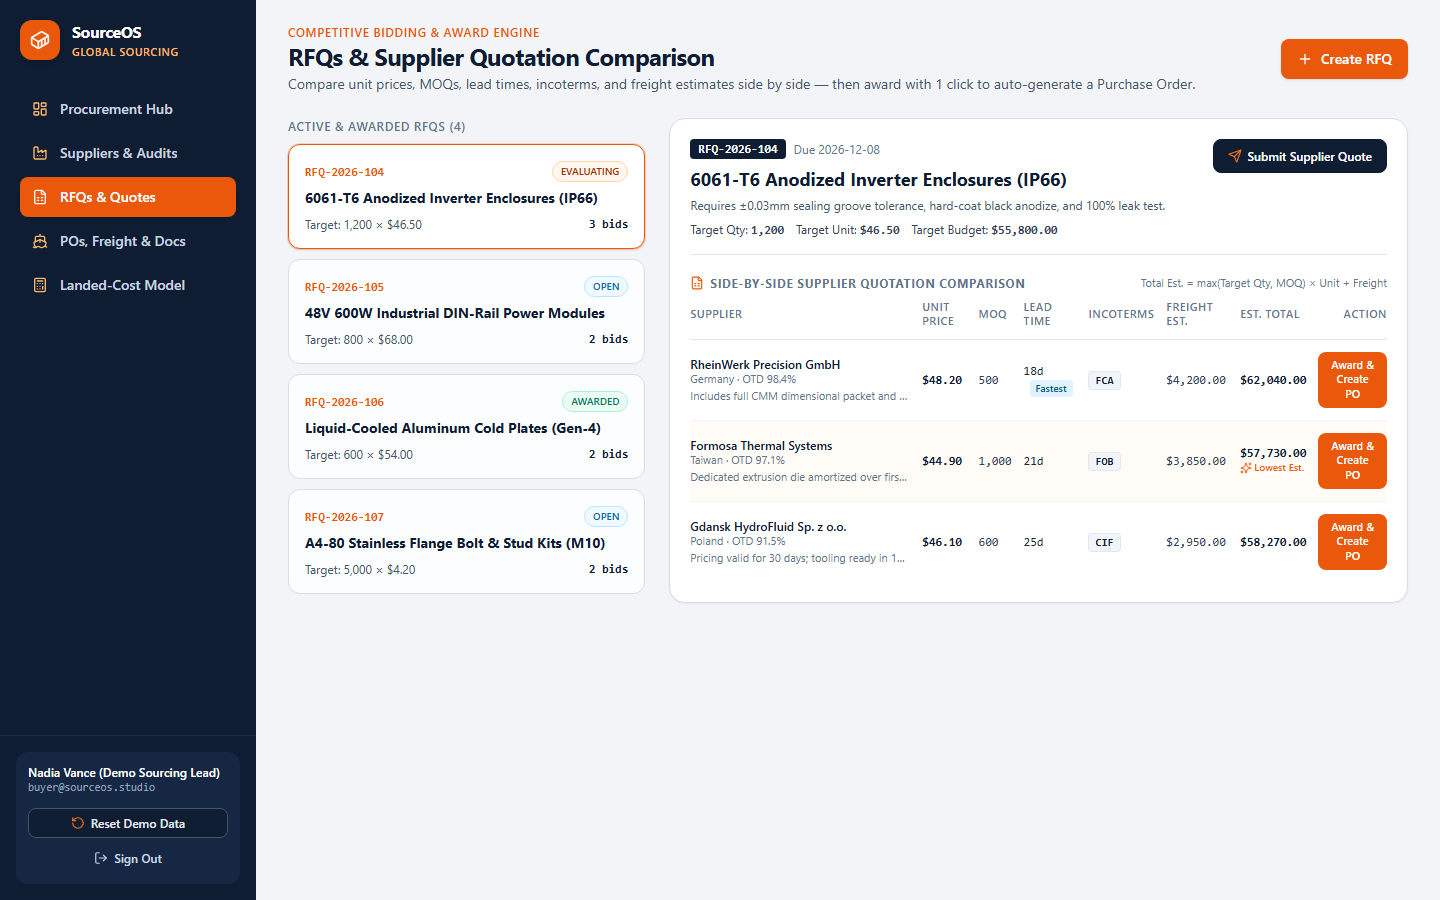 SourceOS
GLOBAL SOURCING
Procurement Hub
Suppliers & Audits
RFQs & Quotes
POs, Freight & Docs
Landed-Cost Model
Nadia Vance (Demo Sourcing Lead)
buyer@sourceos.studio
Reset Demo Data
Sign Out
COMPETITIVE BIDDING & AWARD ENGINE
RFQs & Supplier Quotation Comparison
Compare unit prices, MOQs, lead times, incoterms, and freight estimates side by side — then award with 1 click to auto-generate a Purchase Order.
Create RFQ
ACTIVE & AWARDED RFQS (4)
RFQ-2026-104 EVALUATING
6061-T6 Anodized Inverter Enclosures (IP66)
Target: 1,200 × $46.50 3 bids
RFQ-2026-105 OPEN
48V 600W Industrial DIN-Rail Power Modules
Target: 800 × $68.00 2 bids
RFQ-2026-106 AWARDED
Liquid-Cooled Aluminum Cold Plates (Gen-4)
Target: 600 × $54.00 2 bids
RFQ-2026-107 OPEN
A4-80 Stainless Flange Bolt & Stud Kits (M10)
Target: 5,000 × $4.20 2 bids
RFQ-2026-104 Due 2026-12-08
Submit Supplier Quote
6061-T6 Anodized Inverter Enclosures (IP66)
Requires ±0.03mm sealing groove tolerance, hard-coat black anodize, and 100% leak test.
Target Qty: 1,200 Target Unit: $46.50 Target Budget: $55,800.00
SIDE-BY-SIDE SUPPLIER QUOTATION COMPARISON
Total Est. = max(Target Qty, MOQ) × Unit + Freight
SUPPLIER UNIT PRICE MOQ LEAD TIME INCOTERMS FREIGHT EST. EST. TOTAL ACTION
RheinWerk Precision GmbH
Germany · OTD 98.4%
Includes full CMM dimensional packet and ...
$48.20 500 18d Fastest FCA $4,200.00 $62,040.00
Award & Create PO
Formosa Thermal Systems
Taiwan · OTD 97.1%
Dedicated extrusion die amortized over firs...
$44.90 1,000 21d FOB $3,850.00 $57,730.00 Lowest Est.
Award & Create PO
Gdansk HydroFluid Sp. z o.o.
Poland · OTD 91.5%
Pricing valid for 30 days; tooling ready in 1...
$46.10 600 25d CIF $2,950.00 $58,270.00
Award & Create PO